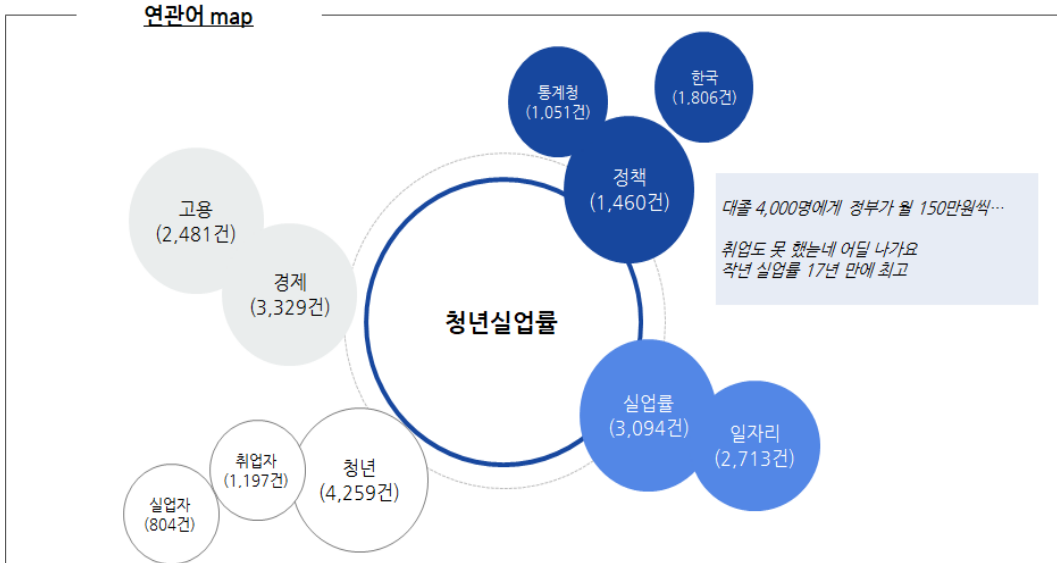 연관어 map
통계청
(1,051건)
한국
(1,806건)
정책
(1,460건)
고용
(2,481건)
경제
(3,329건)
대졸 4,000명에게 정부가 월 150만원씩…
취업도 못 했는네 어딜 나가요
작년 실업률 17년 만에 최고
청년실업률
실업률
(3,094건)
일자리
(2,713건)
청년
(4,259건)
취업자
(1,197건)
실업자
(804건)